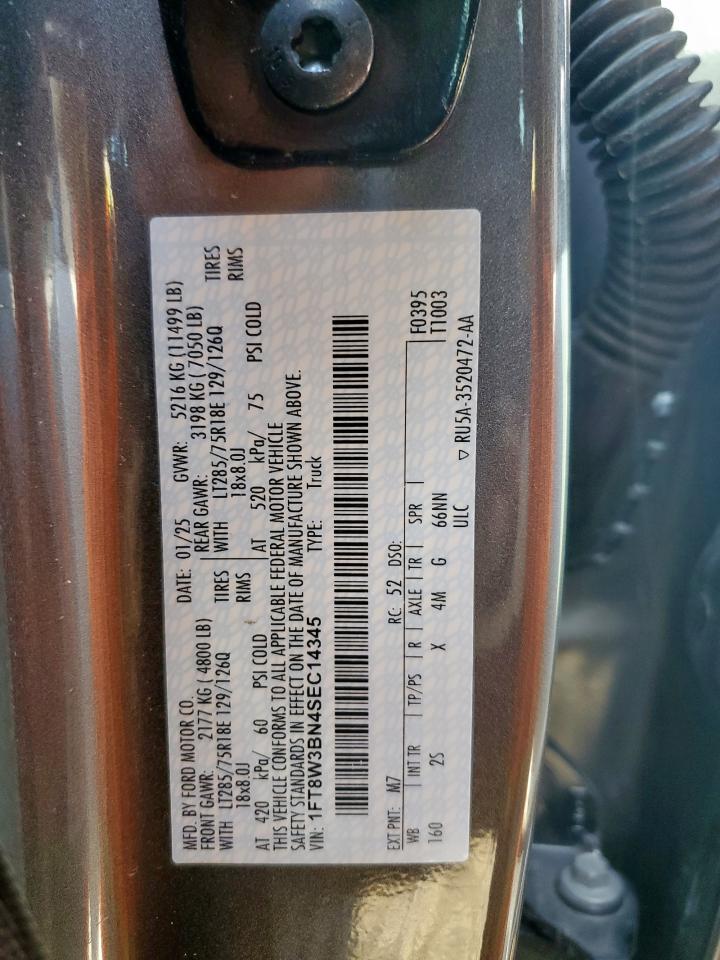 MFD. BY FORD MOTOR CO.
DATE: 01/25 GVWR: 5216 KG (11499 LB)
FRONT GAWR: 2177 KG ( 4800 LB)
REAR GAWR: 3198 KG ( 7050 LB)
WITH LT285/75R18E 129/126Q TIRES
WITH LT285/75R18E 129/126Q TIRES
18x8.0J RIMS
18x8.0J RIMS
AT 420 kPa/ 60 PSI COLD
AT 520 kPa/ 75 PSI COLD
THIS VEHICLE CONFORMS TO ALL APPLICABLE FEDERAL MOTOR VEHICLE
SAFETY STANDARDS IN EFFECT ON THE DATE OF MANUFACTURE SHOWN ABOVE.
VIN: 1FT8W3BN4SEC14345 TYPE: Truck
EXT PNT: M7 RC: 52 DSO:
F0395
WB INT TR TP/PS R AXLE TR SPR T1003
160 2S X 4M G 66NN
ULC
▽ RU5A-3520472-AA